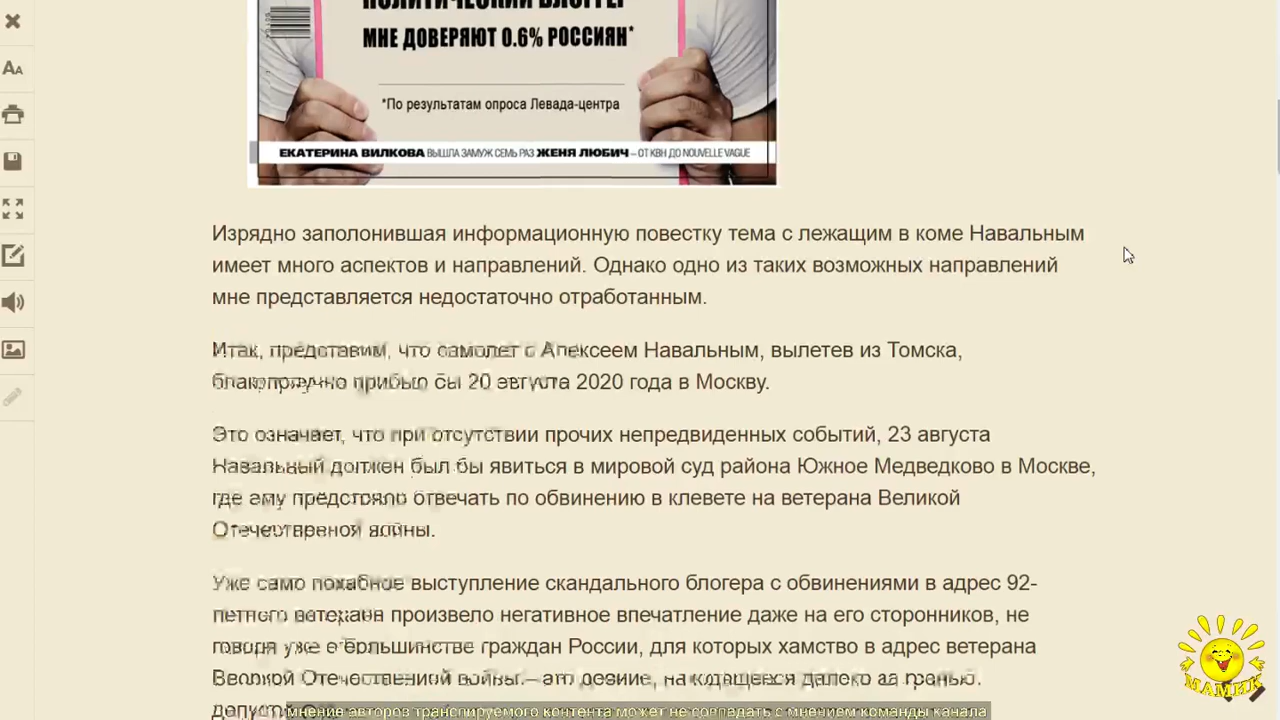 ПОЛИТИЧЕСКИЙ БЛОГГЕР
МНЕ ДОВЕРЯЮТ 0.6% РОССИЯН*
*По результатам опроса Левада-центра
ЕКАТЕРИНА ВИЛКОВА ВЫШЛА ЗАМУЖ СЕМЬ РАЗ ЖЕНЯ ЛЮБИЧ – ОТ КВН ДО NOUVELLE VAGUE
Изрядно заполонившая информационную повестку тема с лежащим в коме Навальным
имеет много аспектов и направлений. Однако одно из таких возможных направлений
мне представляется недостаточно отработанным.
Итак, представим, что самолет с Алексеем Навальным, вылетев из Томска,
благополучно прибыл бы 20 августа 2020 года в Москву.
Это означает, что при отсутствии прочих непредвиденных событий, 23 августа
Навальный должен был бы явиться в мировой суд района Южное Медведково в Москве,
где ему предстояло отвечать по обвинению в клевете на ветерана Великой
Отечественной войны.
Уже само похабное выступление скандального блогера с обвинениями в адрес 92-
летнего ветерана произвело негативное впечатление даже на его сторонников, не
говоря уже о большинстве граждан России, для которых хамство в адрес ветерана
Великой Отечественной войны – это деяние, находящееся далеко за гранью
мнение авторов транслируемого контента может не совпадать с мнением команды канала
МАМИК